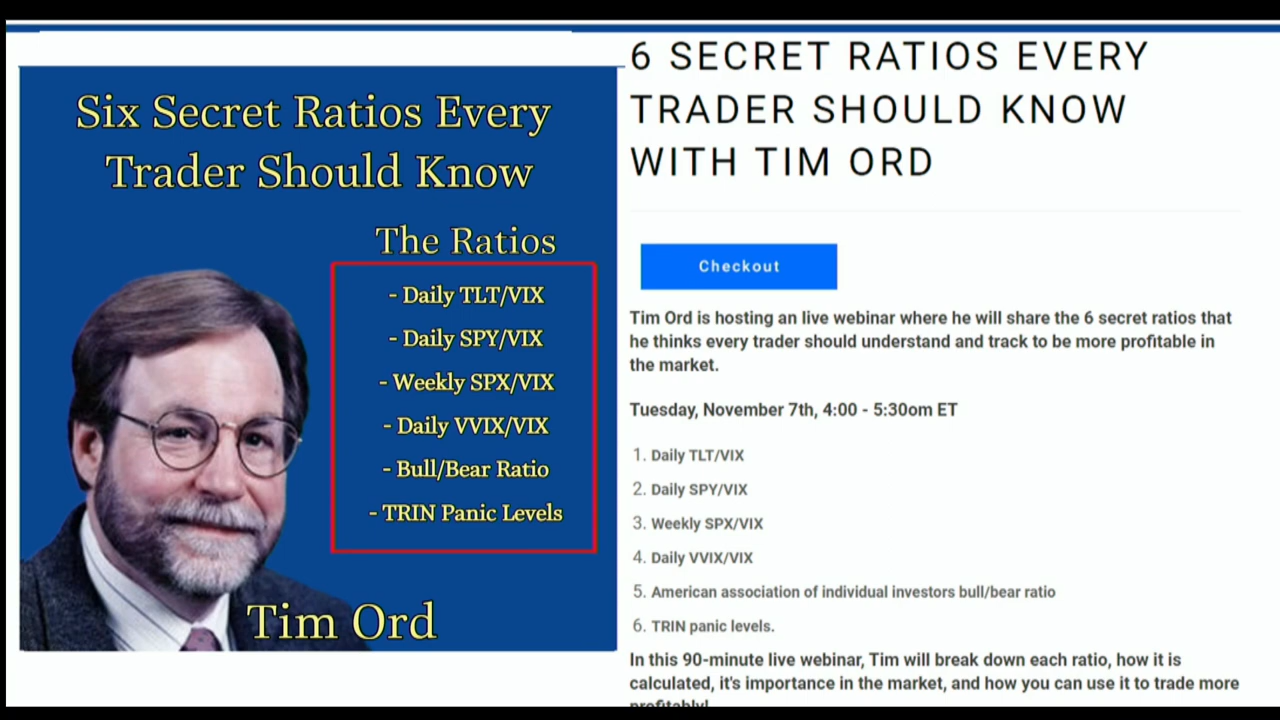 Six Secret Ratios Every
Trader Should Know
The Ratios
- Daily TLT/VIX
- Daily SPY/VIX
- Weekly SPX/VIX
- Daily VVIX/VIX
- Bull/Bear Ratio
- TRIN Panic Levels
Tim Ord
6 SECRET RATIOS EVERY
TRADER SHOULD KNOW
WITH TIM ORD
Checkout
Tim Ord is hosting an live webinar where he will share the 6 secret ratios that
he thinks every trader should understand and track to be more profitable in
the market.
Tuesday, November 7th, 4:00 - 5:30om ET
1. Daily TLT/VIX
2. Daily SPY/VIX
3. Weekly SPX/VIX
4. Daily VVIX/VIX
5. American association of individual investors bull/bear ratio
6. TRIN panic levels.
In this 90-minute live webinar, Tim will break down each ratio, how it is
calculated, it's importance in the market, and how you can use it to trade more
profitably!